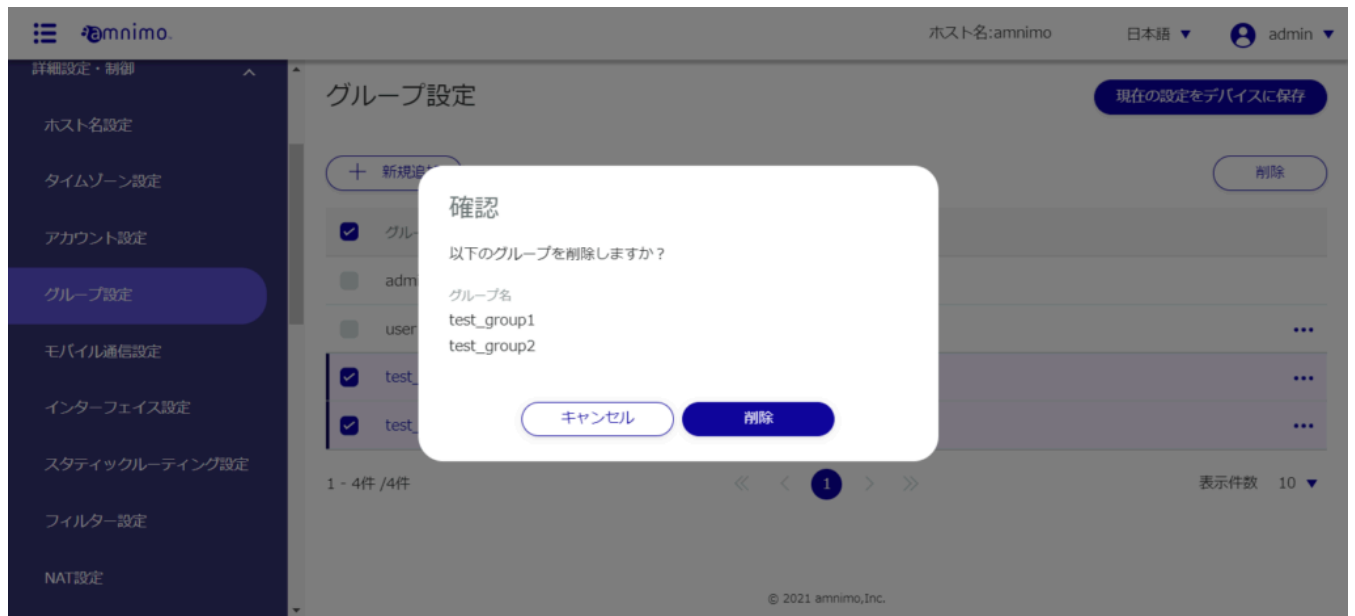 amnimo
ホスト名:amnimo
日本語 ▼
admin ▼
詳細設定・制御
ホスト名設定
タイムゾーン設定
アカウント設定
グループ設定
モバイル通信設定
インターフェイス設定
スタティックルーティング設定
フィルター設定
NAT設定
グループ設定
現在の設定をデバイスに保存
＋ 新規追
削除
グル
adm
user
test_
test_
確認
以下のグループを削除しますか？
グループ名
test_group1
test_group2
キャンセル
削除
1 - 4件 /4件
1
表示件数 10 ▼
© 2021 amnimo,Inc.